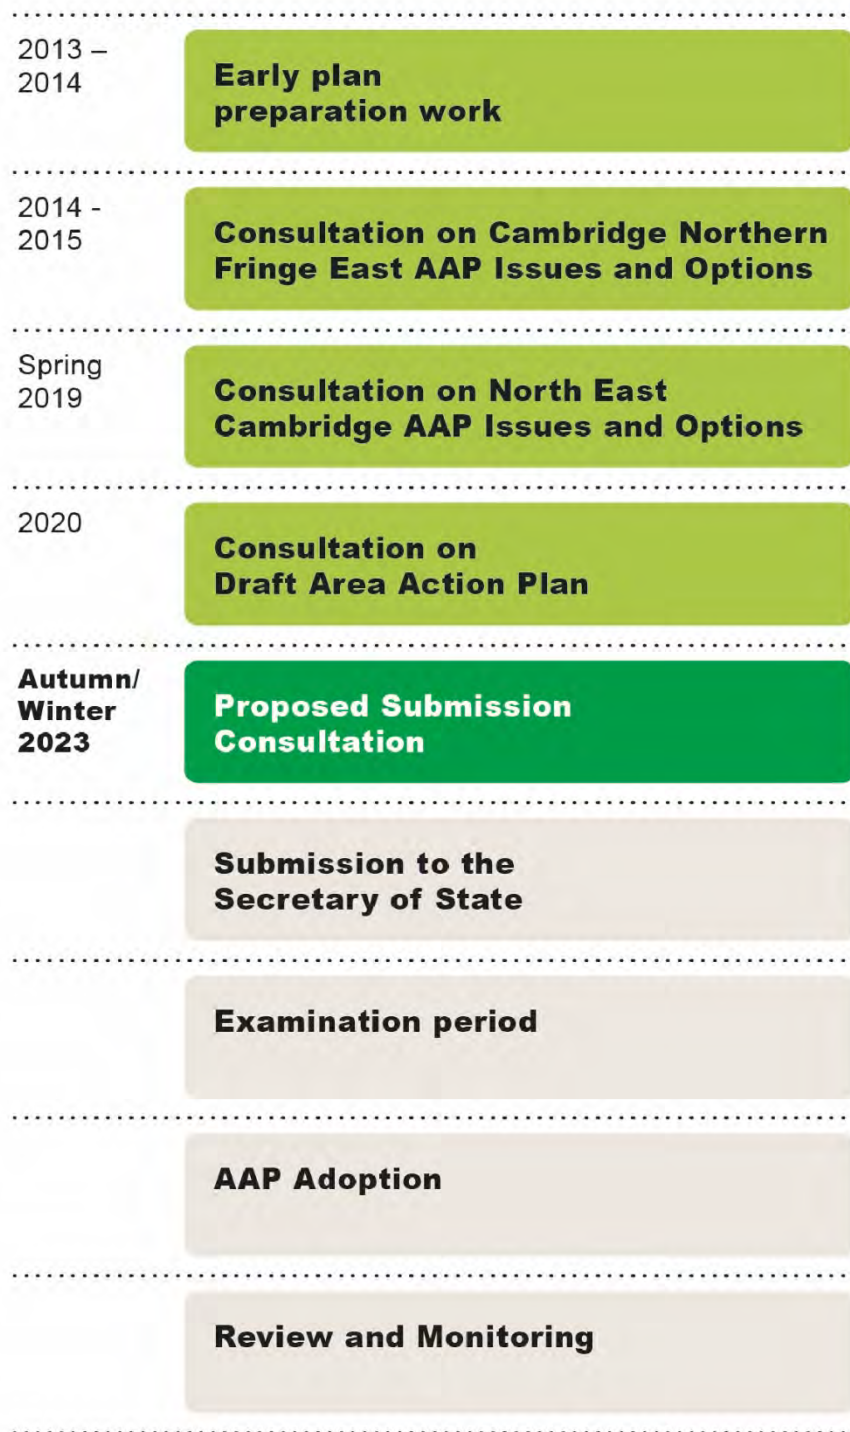 2013 –
2014
Early plan
preparation work
2014 -
2015
Consultation on Cambridge Northern
Fringe East AAP Issues and Options
Spring
2019
Consultation on North East
Cambridge AAP Issues and Options
2020
Consultation on
Draft Area Action Plan
Autumn/
Winter
2023
Proposed Submission
Consultation
Submission to the
Secretary of State
Examination period
AAP Adoption
Review and Monitoring